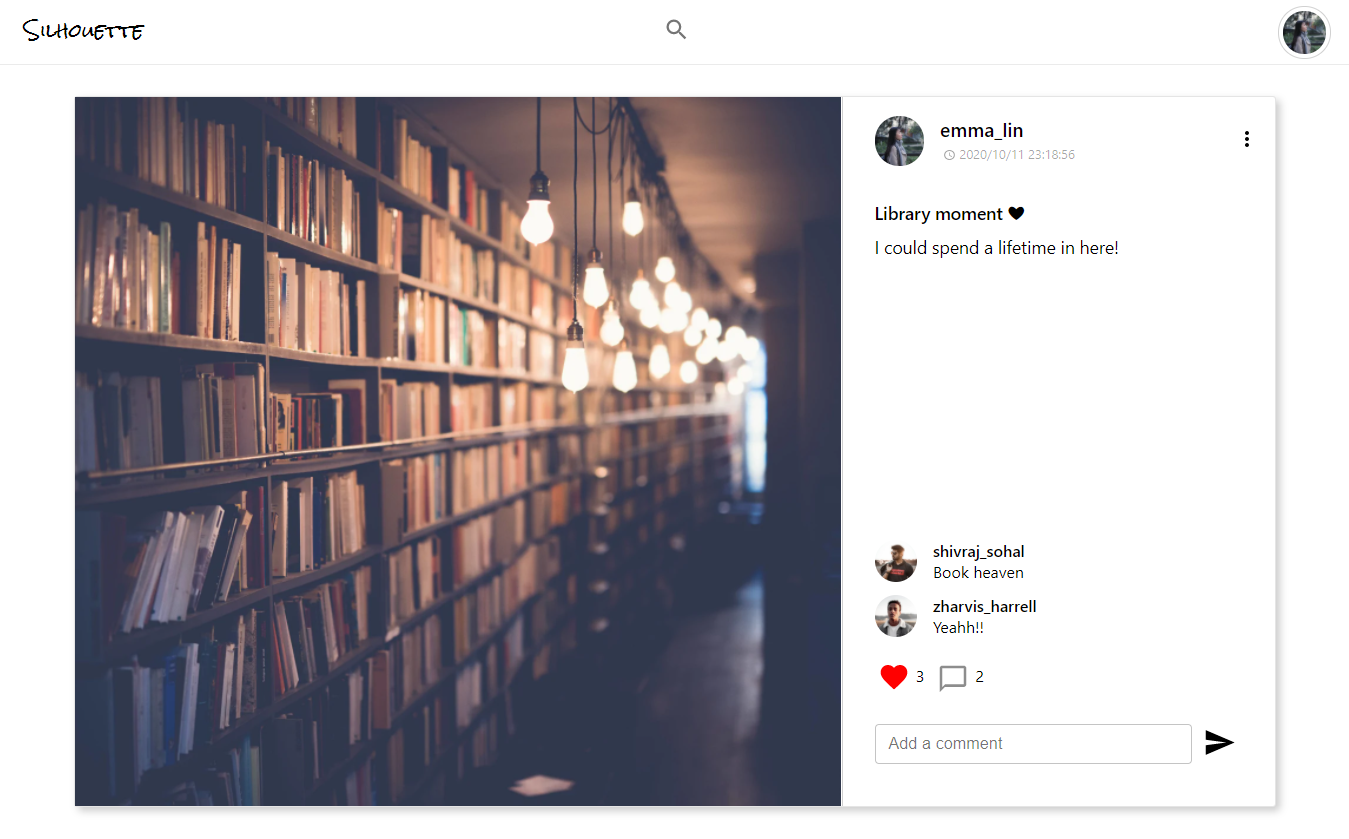 Silhouette
emma_lin
2020/10/11 23:18:56
Library moment 🖤
I could spend a lifetime in here!
shivraj_sohal
Book heaven
zharvis_harrell
Yeahh!!
3 2
Add a comment